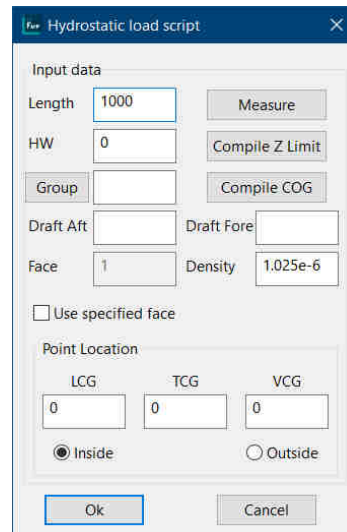 Hydrostatic load script
Input data
Length 1000 Measure
HW 0 Compile Z Limit
Group Compile COG
Draft Aft Draft Fore
Face 1 Density 1.025e-6
Use specified face
Point Location
LCG TCG VCG
0 0 0
Inside Outside
Ok Cancel